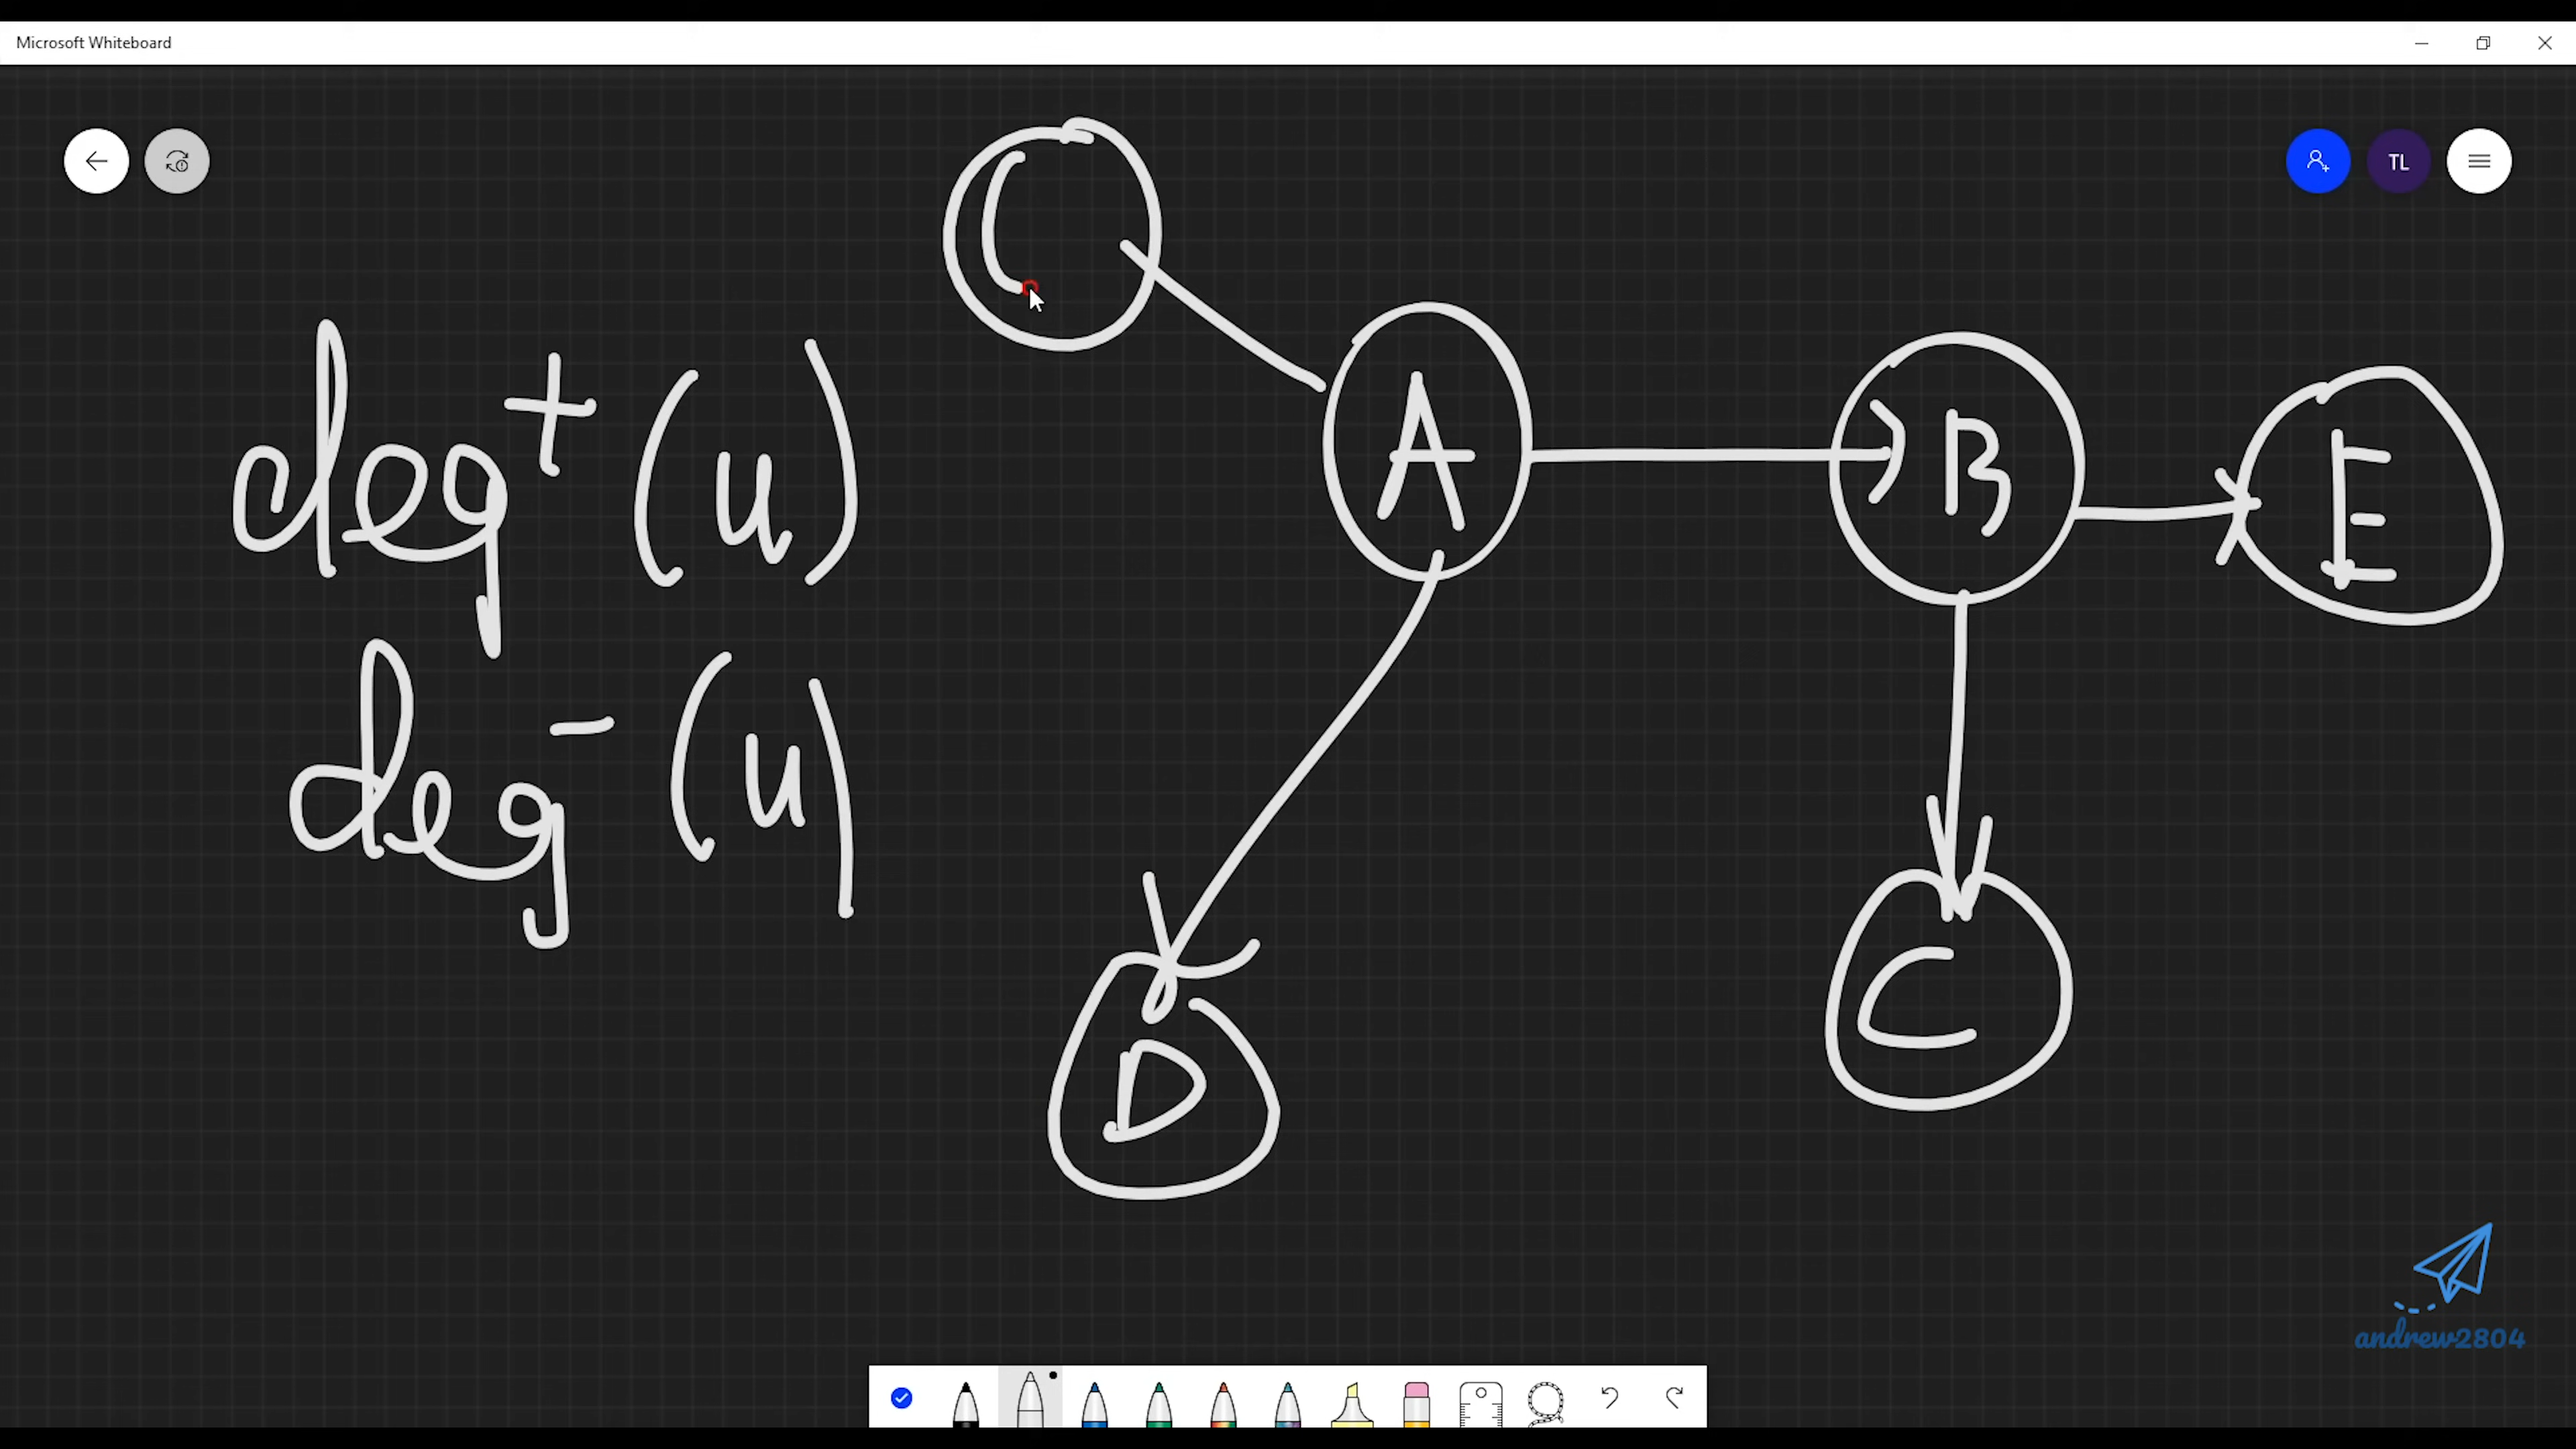 Microsoft Whiteboard
TL
deg⁺(u)
deg⁻(u)
A
B
E
C
D
andrew2804